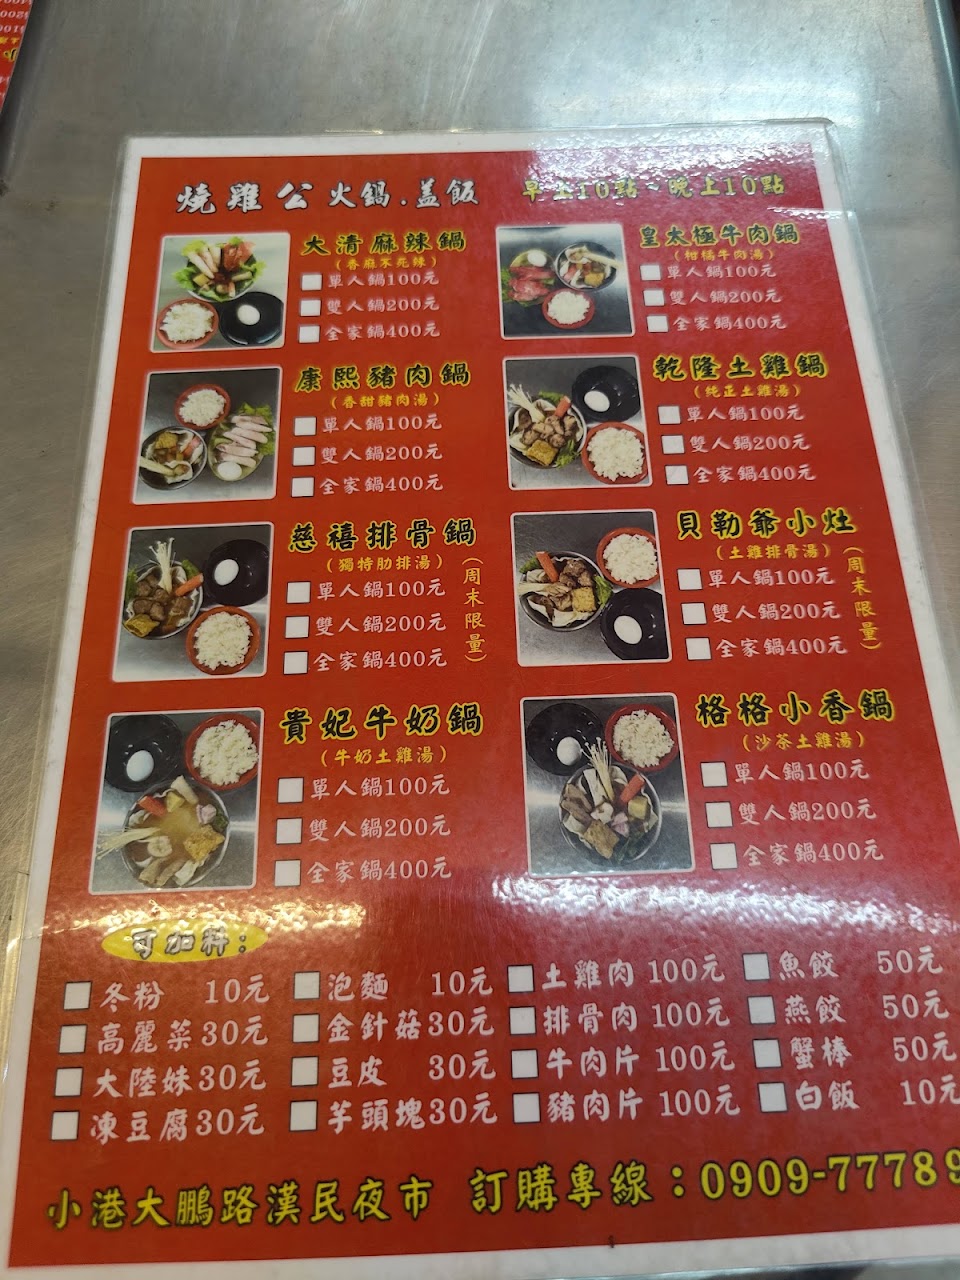 燒雞公火鍋.盖飯 早上10點~晚上10點
大清麻辣鍋
(香麻不死辣)
單人鍋100元
雙人鍋200元
全家鍋400元
皇太極牛肉鍋
(柑橘牛肉湯)
單人鍋100元
雙人鍋200元
全家鍋400元
康熙豬肉鍋
(香甜豬肉湯)
單人鍋100元
雙人鍋200元
全家鍋400元
乾隆土雞鍋
(純正土雞湯)
單人鍋100元
雙人鍋200元
全家鍋400元
慈禧排骨鍋
(獨特肋排湯)
單人鍋100元
雙人鍋200元
全家鍋400元
(周末限量)
貝勒爺小灶
(土雞排骨湯)
單人鍋100元
雙人鍋200元
全家鍋400元
(周末限量)
貴妃牛奶鍋
(牛奶土雞湯)
單人鍋100元
雙人鍋200元
全家鍋400元
格格小香鍋
(沙茶土雞湯)
單人鍋100元
雙人鍋200元
全家鍋400元
可加料:
冬粉 10元 泡麵 10元 土雞肉 100元 魚餃 50元
高麗菜 30元 金針菇 30元 排骨肉 100元 燕餃 50元
大陸妹 30元 豆皮 30元 牛肉片 100元 蟹棒 50元
凍豆腐 30元 芋頭塊 30元 豬肉片 100元 白飯 10元
小港大鵬路漢民夜市 訂購專線：0909-77789